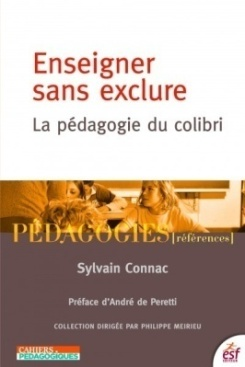 Enseigner
sans exclure
La pédagogie du colibri
PÉDAGOGIES [références]
Sylvain Connac
Préface d'André de Peretti
COLLECTION DIRIGÉE PAR PHILIPPE MEIRIEU
CAHIERS
PÉDAGOGIQUES
esf